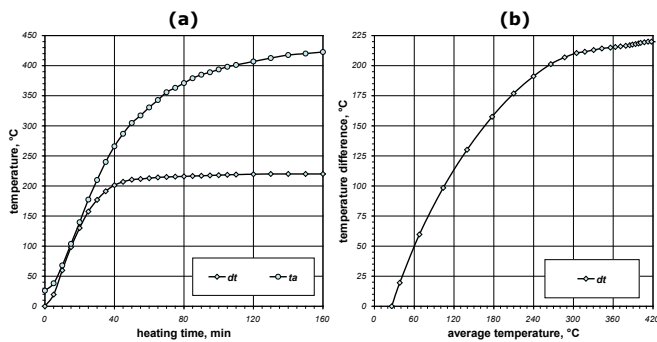 (a)
450
400
350
300
250
200
150
100
50
0
temperature, °C
0 40 80 120 160
heating time, min
dt ta
(b)
225
200
175
150
125
100
75
50
25
0
temperature difference, °C
0 60 120 180 240 300 360 420
average temperature, °C
dt